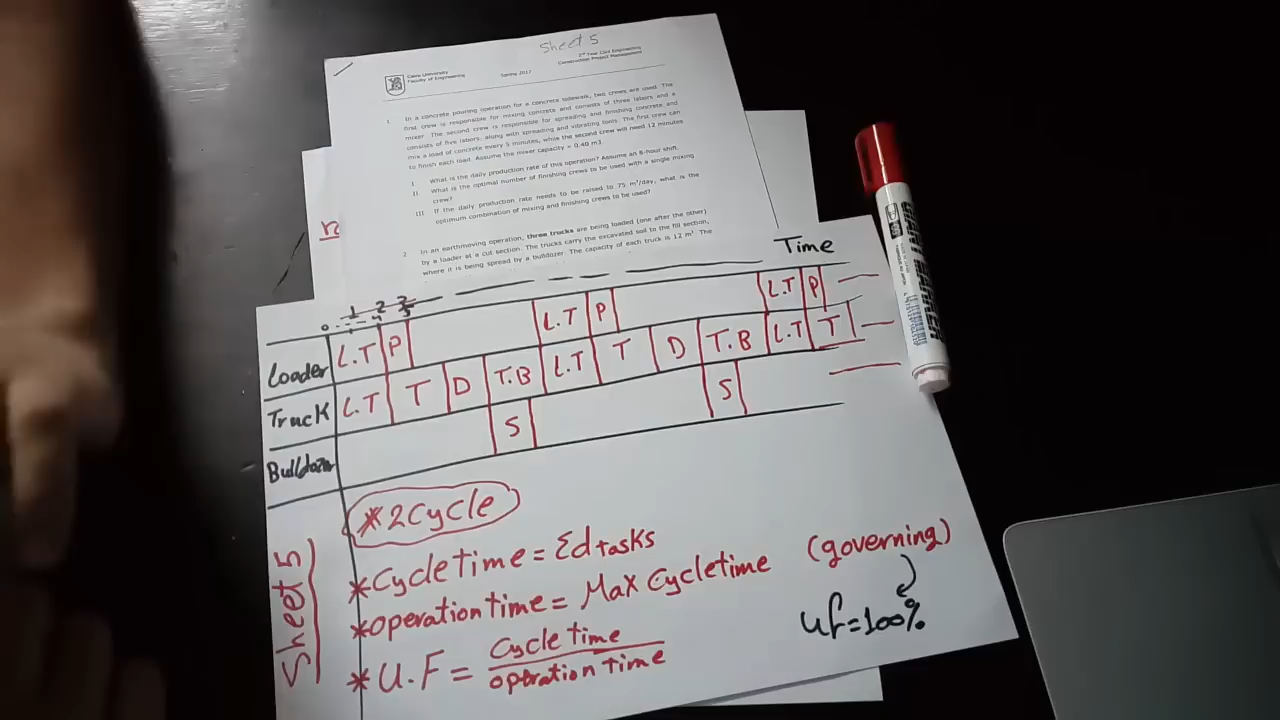 Sheet 5
Cairo University
Faculty of Engineering
Spring 2017
2nd Year Civil Engineering
Construction Project Management
1. In a concrete pouring operation for a concrete sidewalk, two crews are used. The
first crew is responsible for mixing concrete and consists of three labors and a
mixer. The second crew is responsible for spreading and finishing concrete and
consists of five labors, along with spreading and vibrating tools. The first crew can
mix a load of concrete every 5 minutes, while the second crew will need 12 minutes
to finish each load. Assume the mixer capacity = 0.40 m3.
I. What is the daily production rate of this operation? Assume an 8-hour shift.
II. What is the optimal number of finishing crews to be used with a single mixing
crew?
III. If the daily production rate needs to be raised to 75 m³/day, what is the
optimum combination of mixing and finishing crews to be used?
2 In an earthmoving operation, three trucks are being loaded (one after the other)
by a loader at a cut section. The trucks carry the excavated soil to the fill section,
where it is being spread by a bulldozer. The capacity of each truck is 12 m³. The
Time
0 1 2 3
Loader L.T P L.T P L.T P
Truck L.T T D T.B L.T T D T.B L.T T
Bulldozer S S
*2Cycle
*Cycle Time = Σd Tasks
*operation time = Max Cycle time (governing)
*U.F = Cycle time / operation Time
UF=100%
Sheet 5